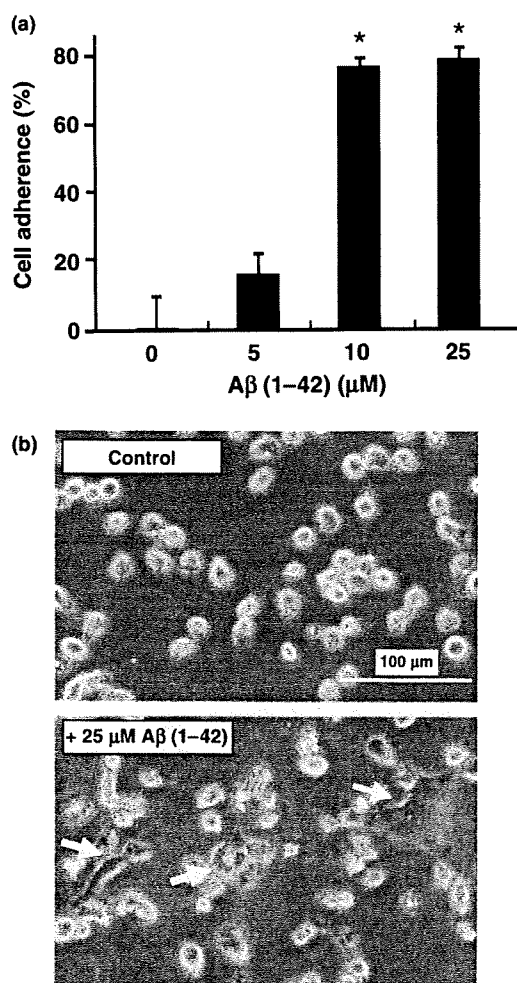 (a)
* *
80
60
40
20
0
Cell adherence (%)
0 5 10 25
Aβ (1–42) (μM)
(b)
Control
100 μm
+ 25 μM Aβ (1–42)